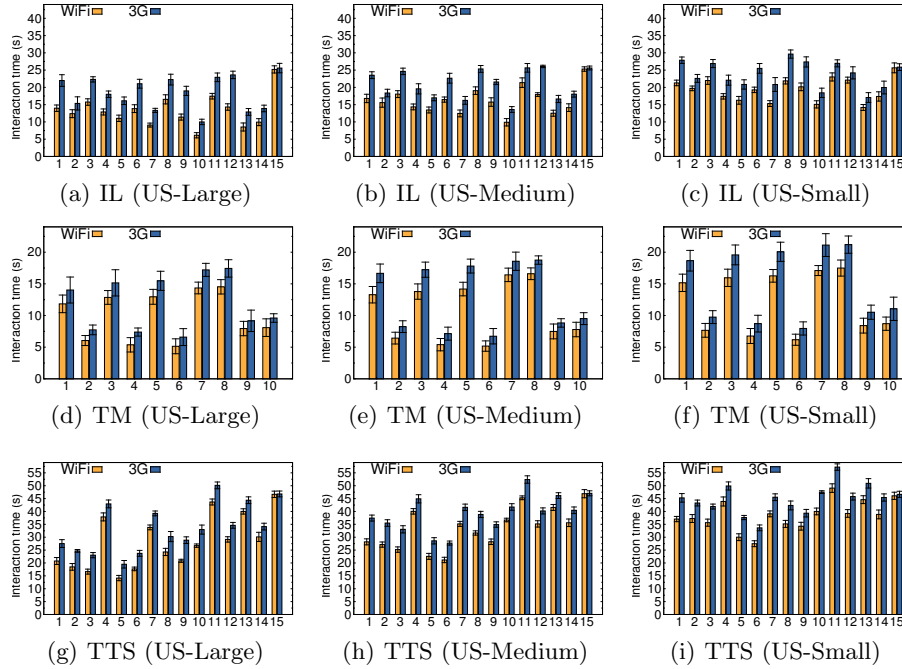 WiFi 3G
Interaction time (s)
40
35
30
25
20
15
10
5
0
1 2 3 4 5 6 7 8 9 10 11 12 13 14 15
(a) IL (US-Large)
WiFi 3G
Interaction time (s)
40
35
30
25
20
15
10
5
0
1 2 3 4 5 6 7 8 9 10 11 12 13 14 15
(b) IL (US-Medium)
WiFi 3G
Interaction time (s)
40
35
30
25
20
15
10
5
0
1 2 3 4 5 6 7 8 9 10 11 12 13 14 15
(c) IL (US-Small)
WiFi 3G
Interaction time (s)
20
15
10
5
0
1 2 3 4 5 6 7 8 9 10
(d) TM (US-Large)
WiFi 3G
Interaction time (s)
20
15
10
5
0
1 2 3 4 5 6 7 8 9 10
(e) TM (US-Medium)
WiFi 3G
Interaction time (s)
20
15
10
5
0
1 2 3 4 5 6 7 8 9 10
(f) TM (US-Small)
WiFi 3G
Interaction time (s)
55
50
45
40
35
30
25
20
15
10
5
0
1 2 3 4 5 6 7 8 9 10 11 12 13 14 15
(g) TTS (US-Large)
WiFi 3G
Interaction time (s)
55
50
45
40
35
30
25
20
15
10
5
0
1 2 3 4 5 6 7 8 9 10 11 12 13 14 15
(h) TTS (US-Medium)
WiFi 3G
Interaction time (s)
55
50
45
40
35
30
25
20
15
10
5
0
1 2 3 4 5 6 7 8 9 10 11 12 13 14 15
(i) TTS (US-Small)